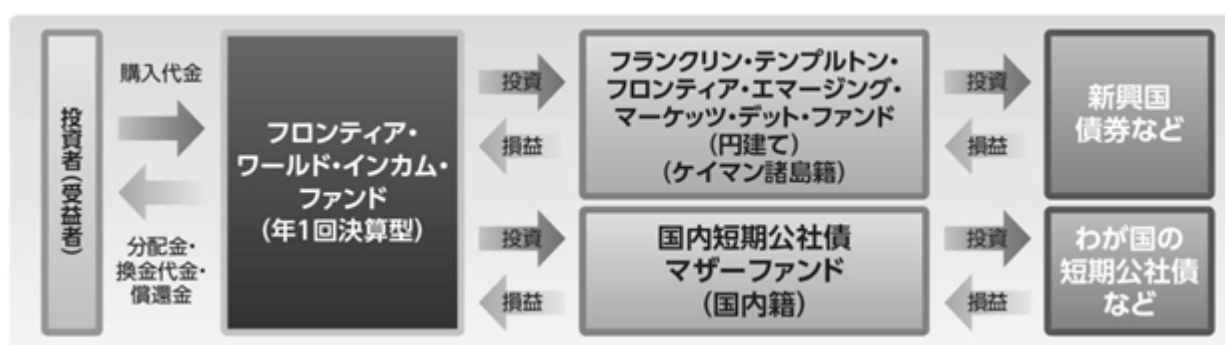 投資者(受益者)
購入代金
分配金・
換金代金・
償還金
フロンティア・
ワールド・インカム・
ファンド
(年1回決算型)
投資
損益
フランクリン・テンプルトン・
フロンティア・エマージング・
マーケッツ・デット・ファンド
(円建て)
(ケイマン諸島籍)
投資
損益
新興国
債券など
投資
損益
国内短期公社債
マザーファンド
(国内籍)
投資
損益
わが国の
短期公社債
など